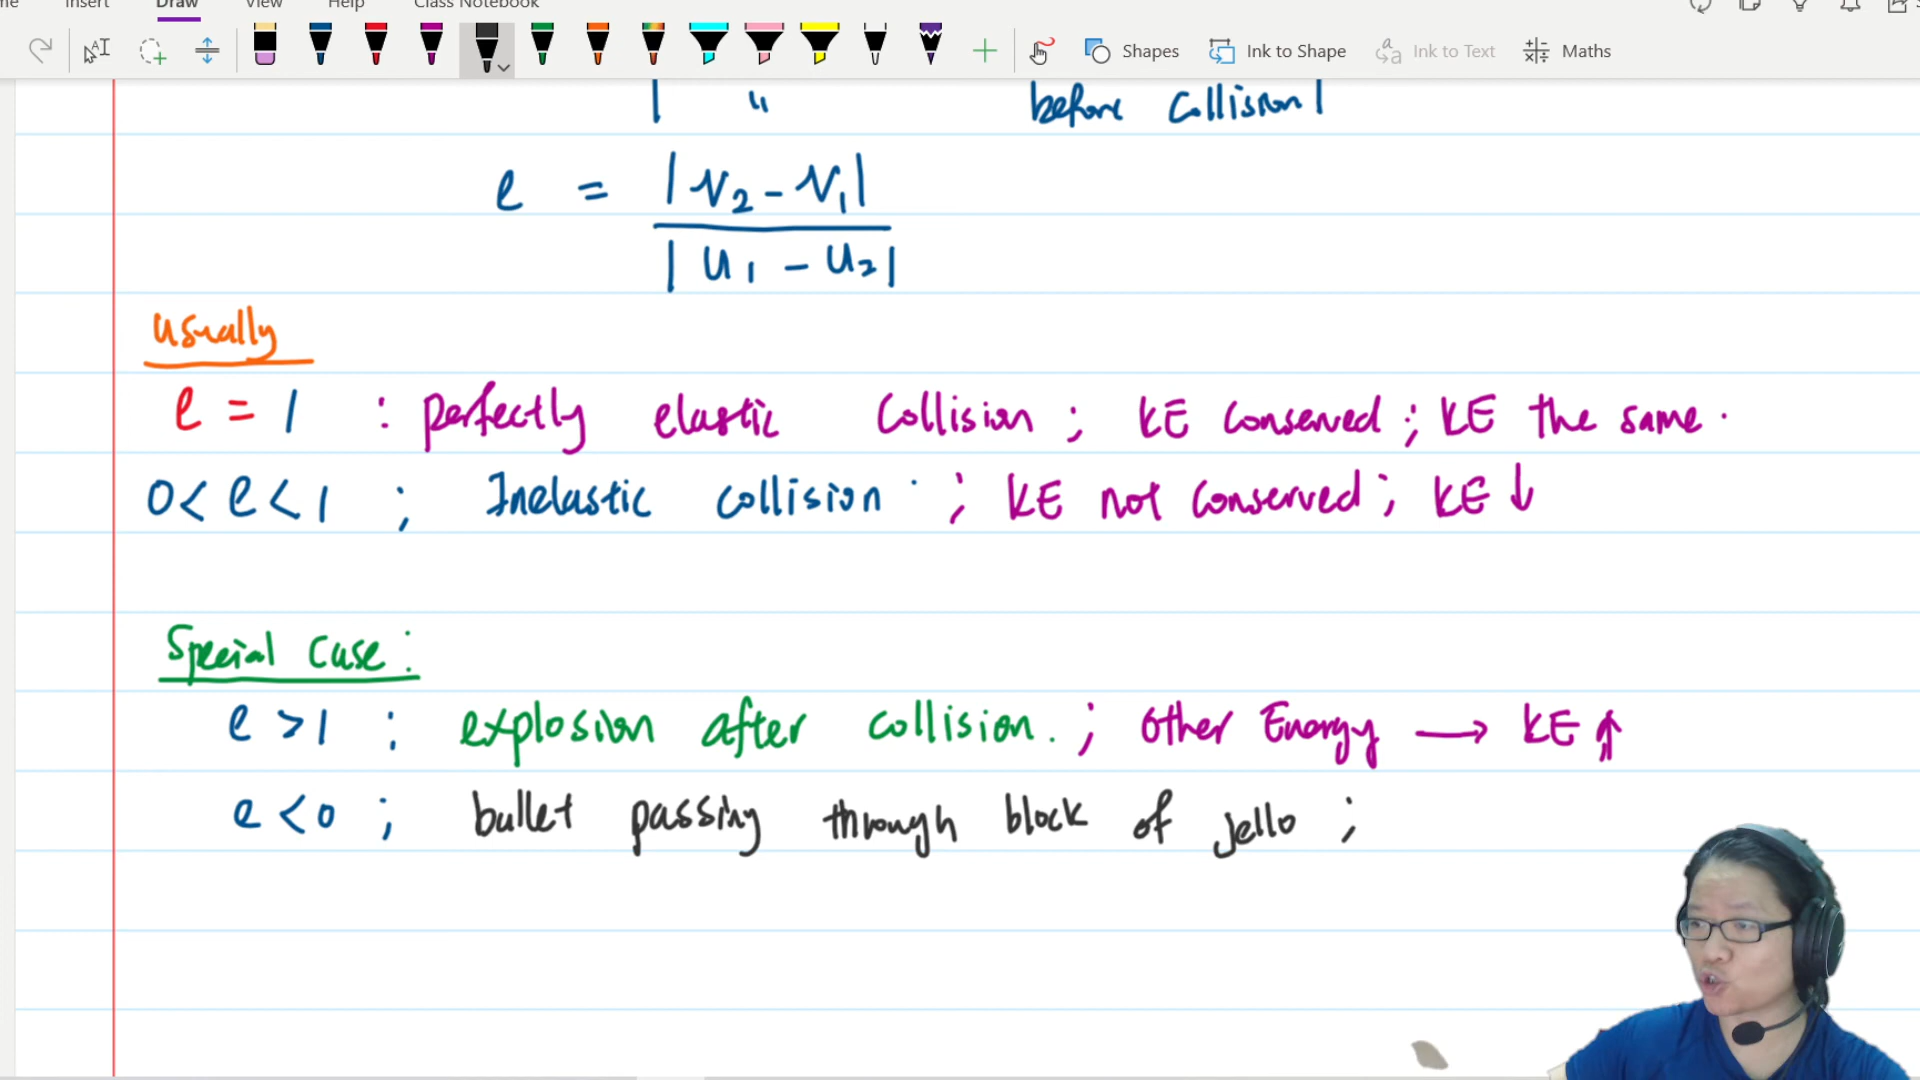 Insert Draw View Help Class Notebook
Shapes Ink to Shape Ink to Text Maths
| " before collision|
e = |v₂ - v₁|
|u₁ - u₂|
Usually
e = 1 : perfectly elastic collision ; KE conserved ; KE the same.
0 < e < 1 ; Inelastic collision ; KE not conserved ; KE ↓
Special Case :
e > 1 : explosion after collision. ; Other Energy → KE ↑
e < 0 ; bullet passing through block of jello ;